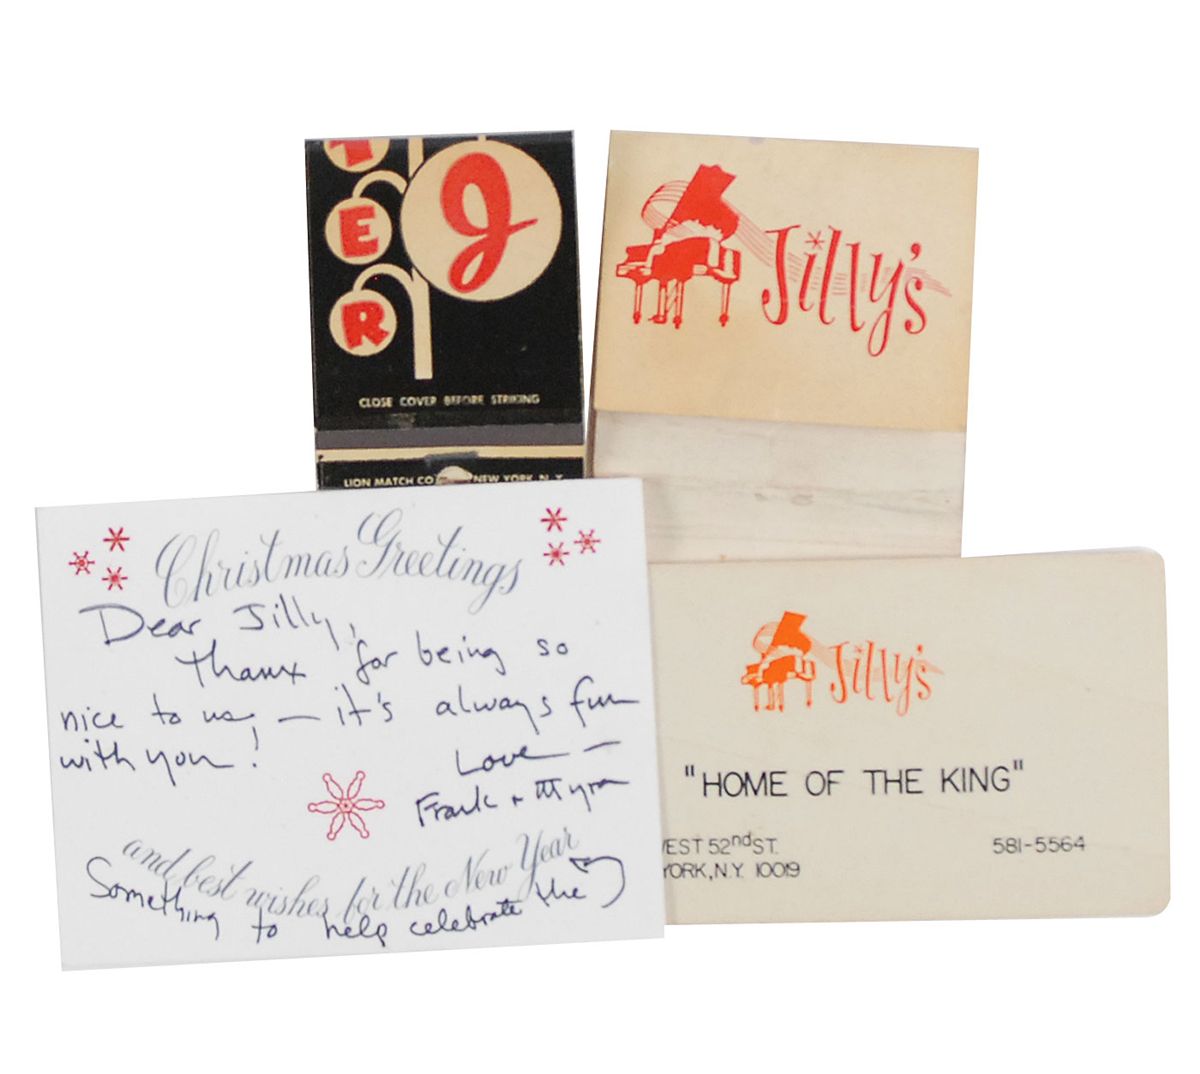 T
E
R
J
CLOSE COVER BEFORE STRIKING
LION MATCH CO NEW YORK, N.Y.
Jilly's
Christmas Greetings
Dear Jilly,
Thanx for being so
nice to us — it's always fun
with you!
Love —
Frank + Myrna
and best wishes for the New Year
Something to help celebrate the
Jilly's
"HOME OF THE KING"
WEST 52nd ST. 581-5564
YORK, N.Y. 10019